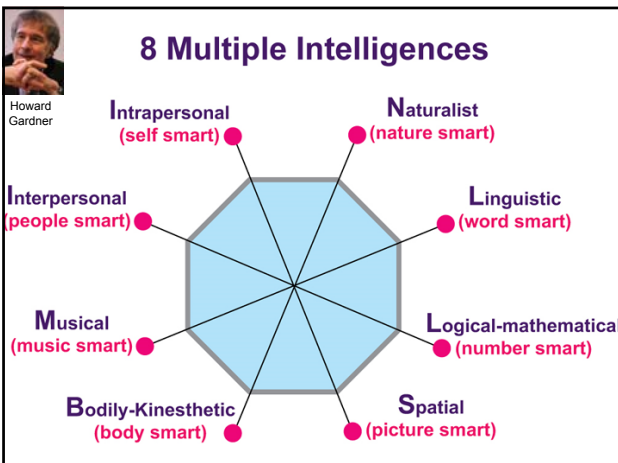 8 Multiple Intelligences
Howard
Gardner
Intrapersonal
(self smart)
Naturalist
(nature smart)
Interpersonal
(people smart)
Linguistic
(word smart)
Musical
(music smart)
Logical-mathematical
(number smart)
Bodily-Kinesthetic
(body smart)
Spatial
(picture smart)